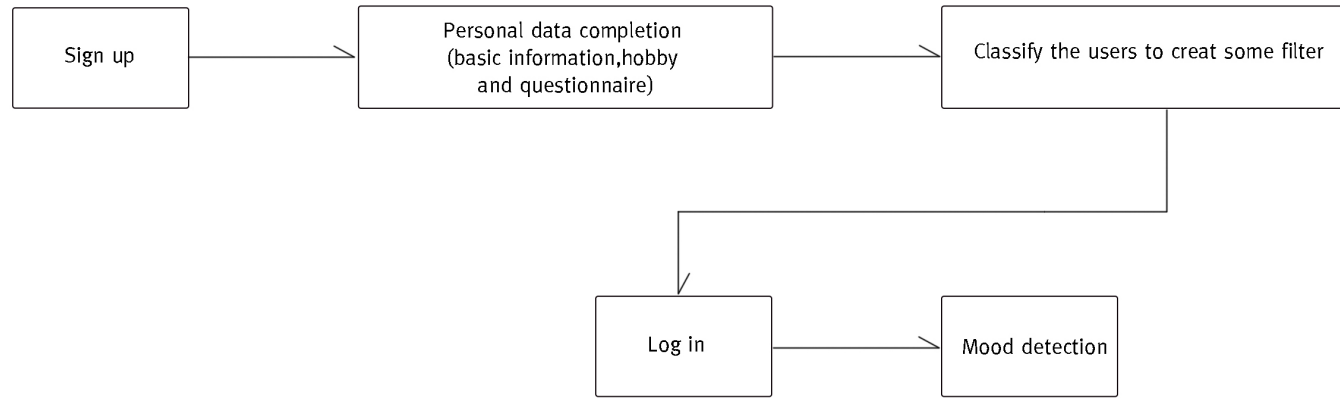 Sign up
Personal data completion
(basic information,hobby
and questionnaire)
Classify the users to creat some filter
Log in
Mood detection